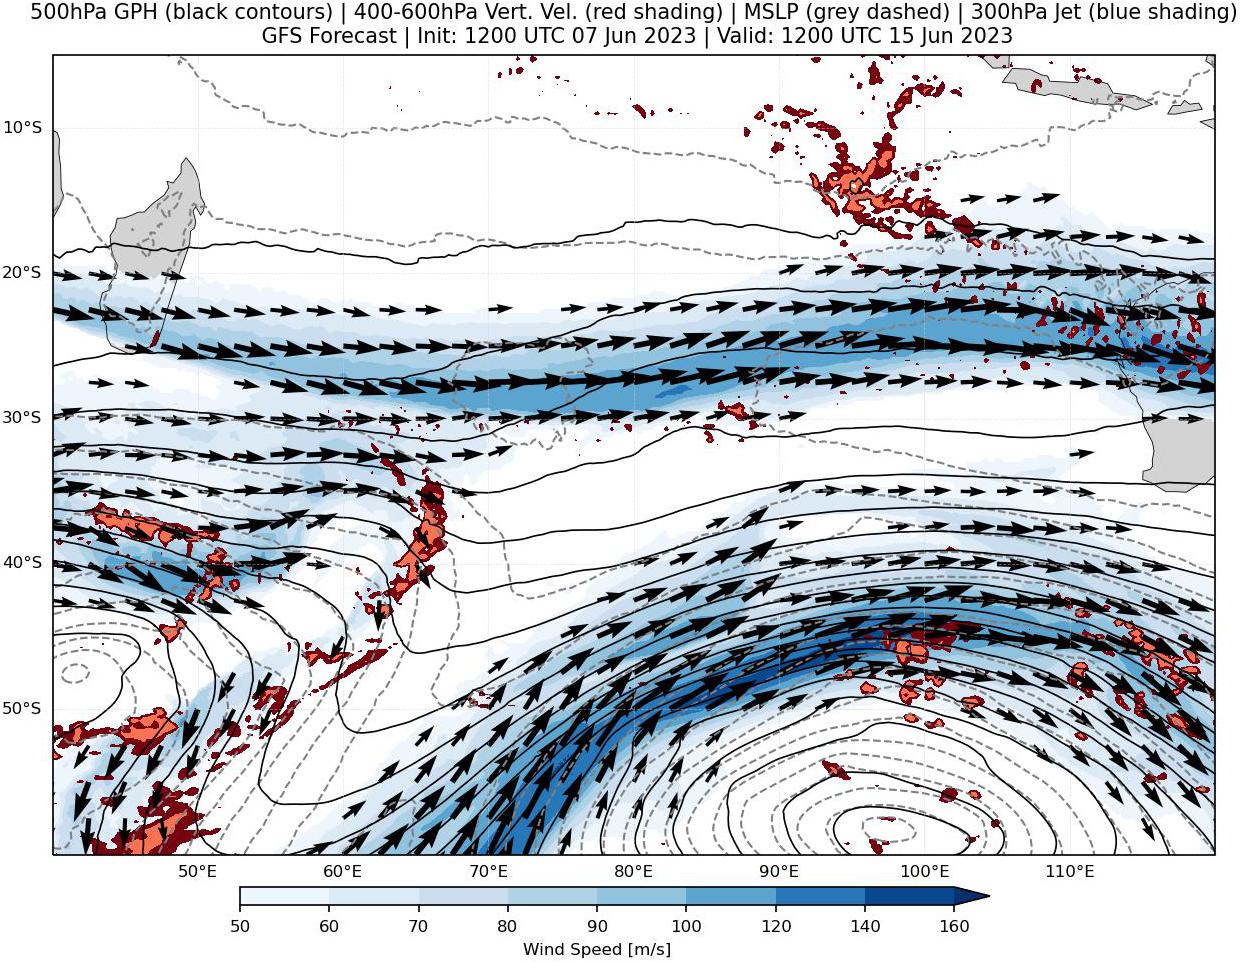 500hPa GPH (black contours) | 400-600hPa Vert. Vel. (red shading) | MSLP (grey dashed) | 300hPa Jet (blue shading)
GFS Forecast | Init: 1200 UTC 07 Jun 2023 | Valid: 1200 UTC 15 Jun 2023
10°S
20°S
30°S
40°S
50°S
50°E 60°E 70°E 80°E 90°E 100°E 110°E
50 60 70 80 90 100 120 140 160
Wind Speed [m/s]